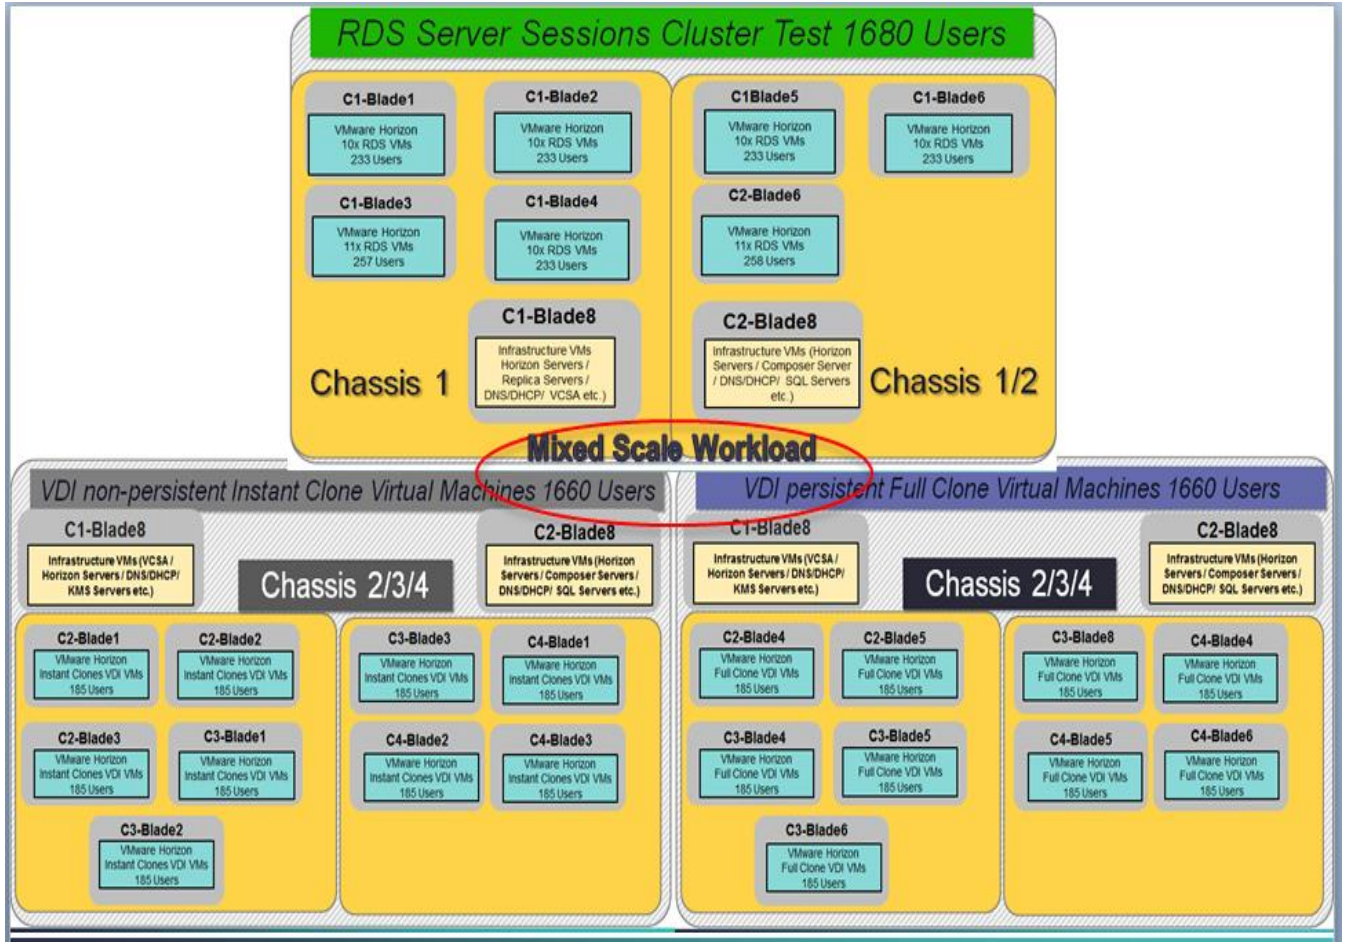 RDS Server Sessions Cluster Test 1680 Users
C1-Blade1
VMware Horizon
10x RDS VMs
233 Users
C1-Blade2
VMware Horizon
10x RDS VMs
233 Users
C1Blade5
VMware Horizon
10x RDS VMs
233 Users
C1-Blade6
VMware Horizon
10x RDS VMs
233 Users
C1-Blade3
VMware Horizon
11x RDS VMs
257 Users
C1-Blade4
VMware Horizon
10x RDS VMs
233 Users
C2-Blade6
VMware Horizon
11x RDS VMs
258 Users
Chassis 1
C1-Blade8
Infrastructure VMs
Horizon Servers /
Replica Servers /
DNS/DHCP/ VCSA etc.)
C2-Blade8
Infrastructure VMs (Horizon
Servers / Composer Server
/ DNS/DHCP/ SQL Servers
etc.)
Chassis 1/2
Mixed Scale Workload
VDI non-persistent Instant Clone Virtual Machines 1660 Users
C1-Blade8
Infrastructure VMs (VCSA /
Horizon Servers / DNS/DHCP/
KMS Servers etc.)
Chassis 2/3/4
C2-Blade8
Infrastructure VMs (Horizon
Servers / Composer Servers /
DNS/DHCP/ SQL Servers etc.)
C2-Blade1
VMware Horizon
Instant Clones VDI VMs
185 Users
C2-Blade2
VMware Horizon
Instant Clones VDI VMs
185 Users
C3-Blade3
VMware Horizon
Instant Clones VDI VMs
185 Users
C4-Blade1
VMware Horizon
Instant Clones VDI VMs
185 Users
C2-Blade3
VMware Horizon
Instant Clones VDI VMs
185 Users
C3-Blade1
VMware Horizon
Instant Clones VDI VMs
185 Users
C4-Blade2
VMware Horizon
Instant Clones VDI VMs
185 Users
C4-Blade3
VMware Horizon
Instant Clones VDI VMs
185 Users
C3-Blade2
VMware Horizon
Instant Clones VDI VMs
185 Users
VDI persistent Full Clone Virtual Machines 1660 Users
C1-Blade8
Infrastructure VMs (VCSA /
Horizon Servers / DNS/DHCP/
KMS Servers etc.)
Chassis 2/3/4
C2-Blade8
Infrastructure VMs (Horizon
Servers / Composer Servers /
DNS/DHCP/ SQL Servers etc.)
C2-Blade4
VMware Horizon
Full Clone VDI VMs
185 Users
C2-Blade5
VMware Horizon
Full Clone VDI VMs
185 Users
C3-Blade8
VMware Horizon
Full Clone VDI VMs
185 Users
C4-Blade4
VMware Horizon
Full Clone VDI VMs
185 Users
C3-Blade4
VMware Horizon
Full Clone VDI VMs
185 Users
C3-Blade5
VMware Horizon
Full Clone VDI VMs
185 Users
C4-Blade5
VMware Horizon
Full Clone VDI VMs
185 Users
C4-Blade6
VMware Horizon
Full Clone VDI VMs
185 Users
C3-Blade6
VMware Horizon
Full Clone VDI VMs
185 Users